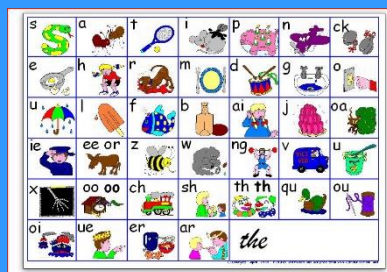 s a t i p n ck
e h r m d g o
u l f b ai j oa
ie ee or z w ng v u
x oo oo ch sh th th qu ou
oi ue er ar the